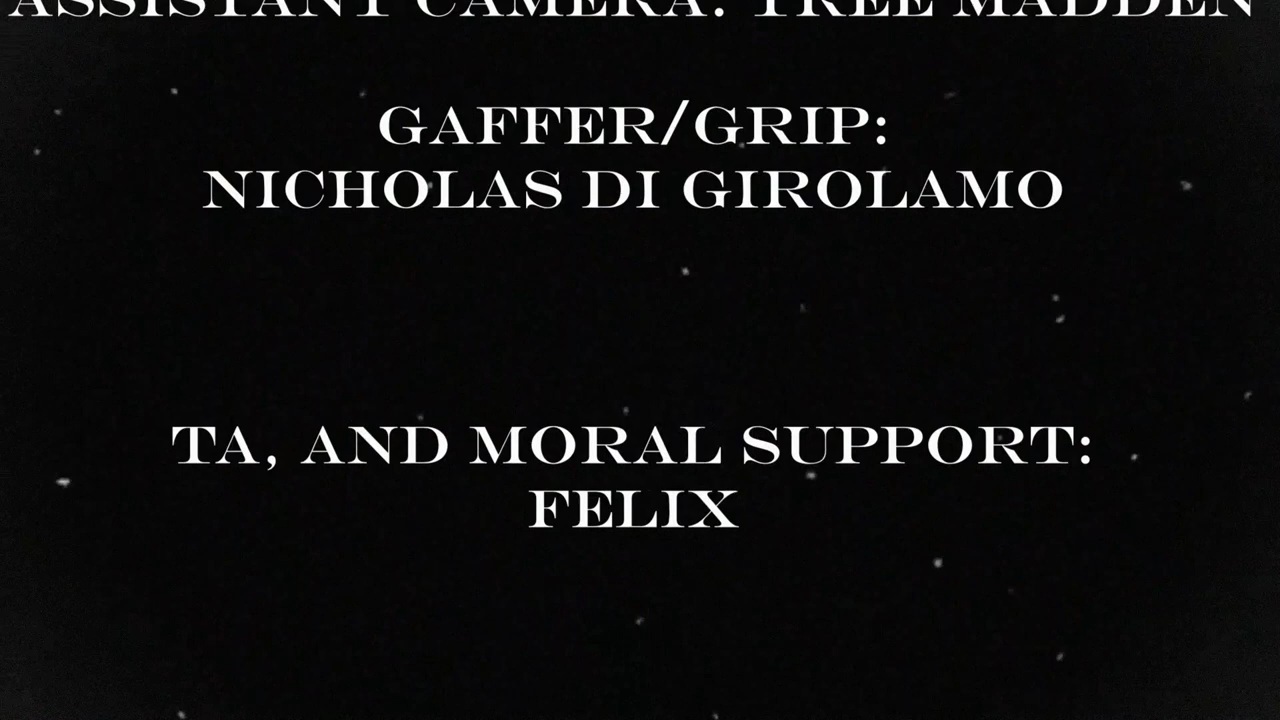 ASSISTANT CAMERA: TREE MADDEN
GAFFER/GRIP:
NICHOLAS DI GIROLAMO
TA, AND MORAL SUPPORT:
FELIX